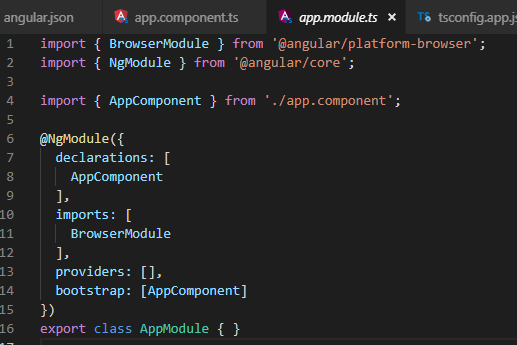 angular.json app.component.ts app.module.ts × tsconfig.app.js
1 import { BrowserModule } from '@angular/platform-browser';
2 import { NgModule } from '@angular/core';
3
4 import { AppComponent } from './app.component';
5
6 @NgModule({
7 declarations: [
8 AppComponent
9 ],
10 imports: [
11 BrowserModule
12 ],
13 providers: [],
14 bootstrap: [AppComponent]
15 })
16 export class AppModule { }
17